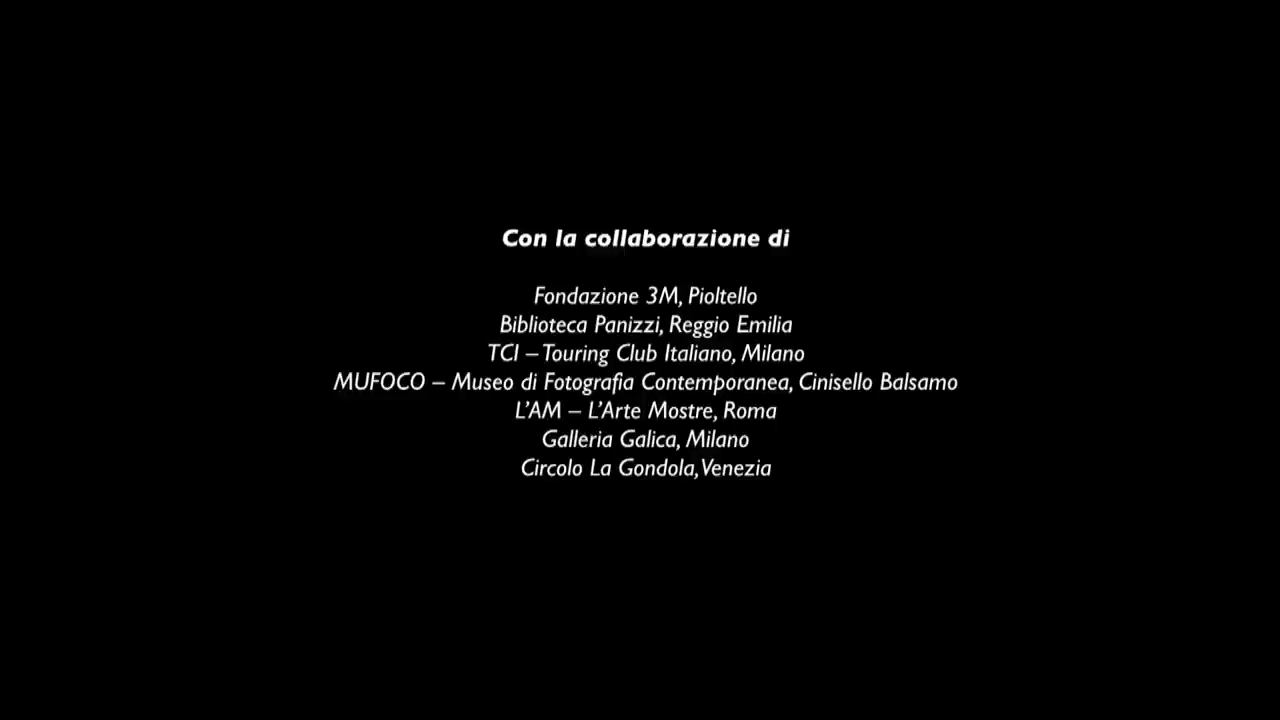 Con la collaborazione di
Fondazione 3M, Pioltello
Biblioteca Panizzi, Reggio Emilia
TCI – Touring Club Italiano, Milano
MUFOCO – Museo di Fotografia Contemporanea, Cinisello Balsamo
L'AM – L'Arte Mostre, Roma
Galleria Galica, Milano
Circolo La Gondola, Venezia